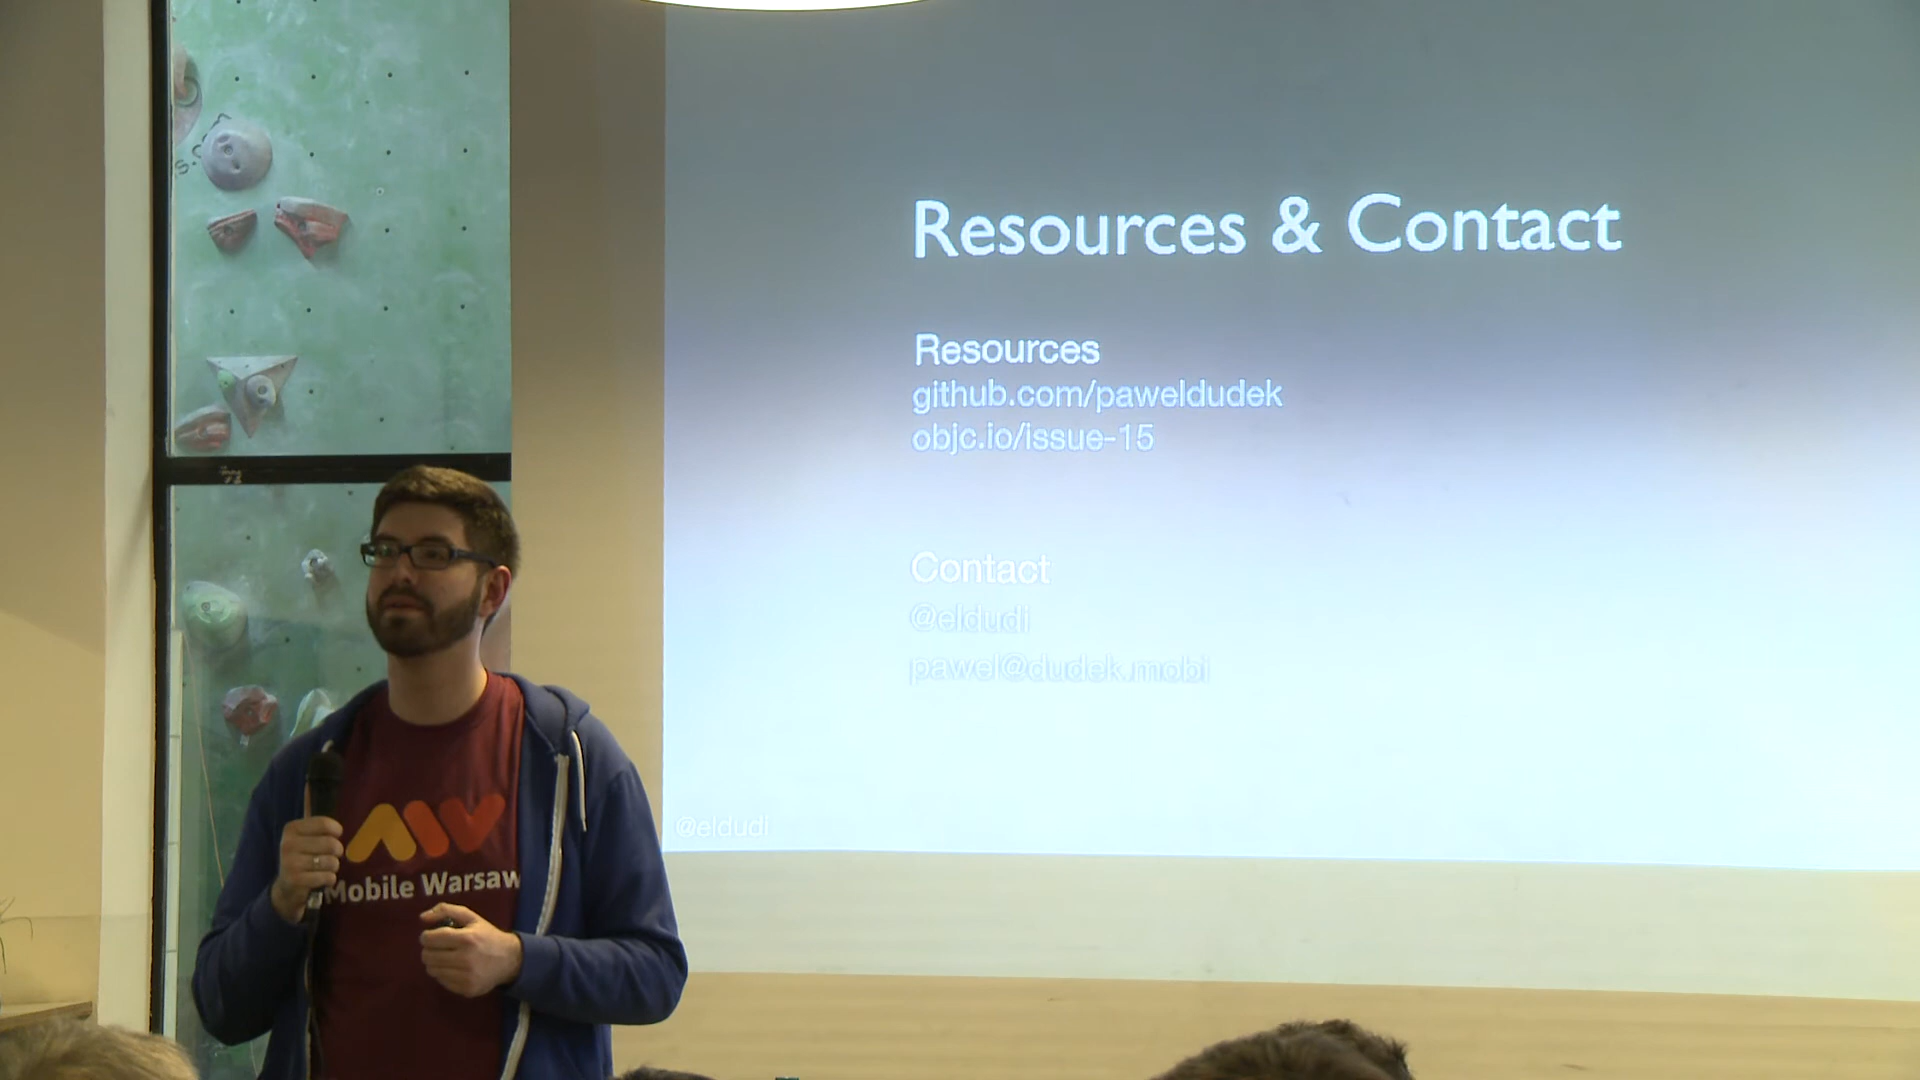 Resources & Contact
Resources
github.com/paweldudek
objc.io/issue-15
Contact
@eldudi
pawel@dudek.mobi
@eldudi
Mobile Warsaw